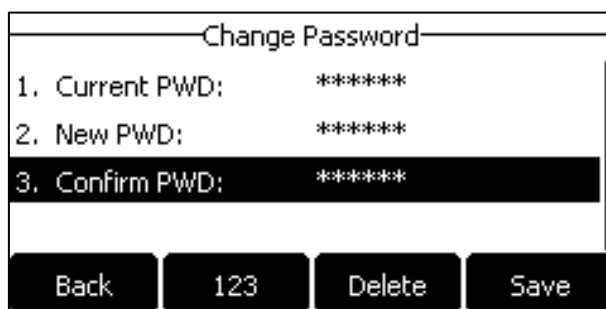 Change Password
1. Current PWD: ******
2. New PWD: ******
3. Confirm PWD: ******
Back 123 Delete Save